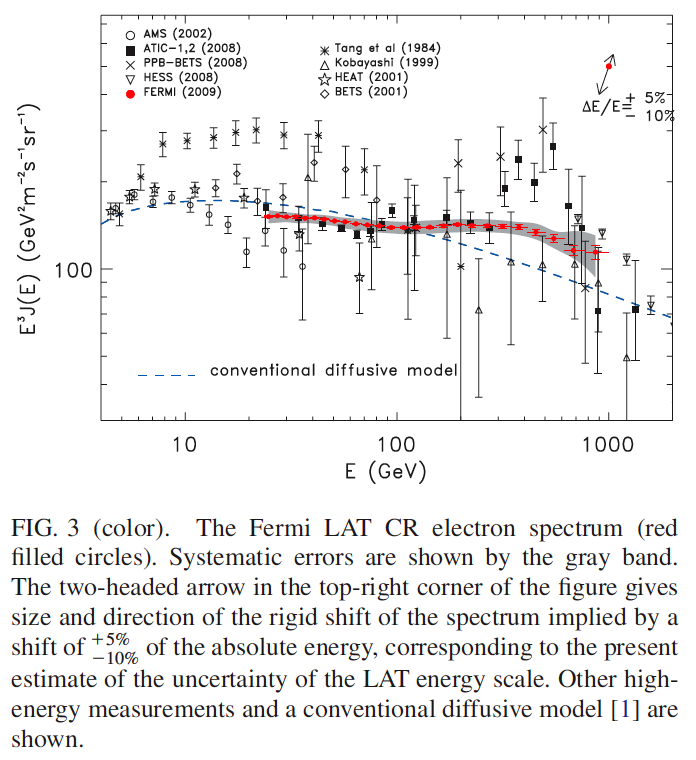 AMS (2002)
ATIC-1,2 (2008)
PPB-BETS (2008)
HESS (2008)
FERMI (2009)
Tang et al (1984)
Kobayashi (1999)
HEAT (2001)
BETS (2001)
ΔE/E= + 5%
− 10%
E³J(E) (GeV²m⁻²s⁻¹sr⁻¹)
100
conventional diffusive model
10 100 1000
E (GeV)
FIG. 3 (color). The Fermi LAT CR electron spectrum (red
filled circles). Systematic errors are shown by the gray band.
The two-headed arrow in the top-right corner of the figure gives
size and direction of the rigid shift of the spectrum implied by a
shift of +5% −10% of the absolute energy, corresponding to the present
estimate of the uncertainty of the LAT energy scale. Other high-
energy measurements and a conventional diffusive model [1] are
shown.